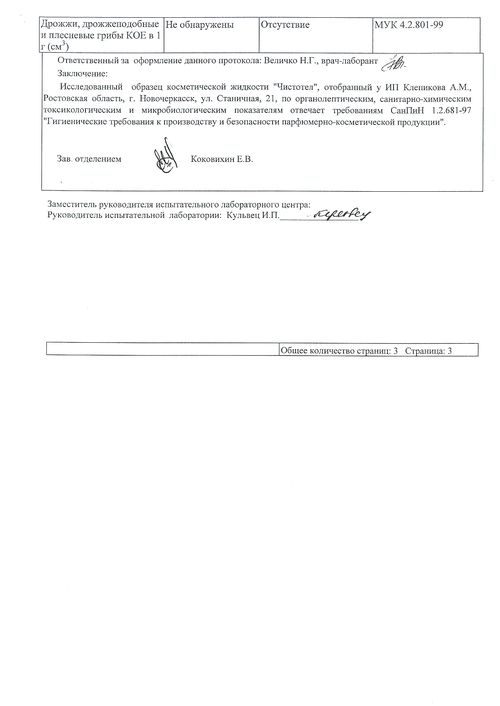 Дрожжи, дрожжеподобные Не обнаружены Отсутствие МУК 4.2.801-99
и плесневые грибы КОЕ в 1
г (см³)
Ответственный за оформление данного протокола: Величко Н.Г., врач-лаборант
Заключение:
Исследованный образец косметической жидкости "Чистотел", отобранный у ИП Клепикова А.М.,
Ростовская область, г. Новочеркасск, ул. Станичная, 21, по органолептическим, санитарно-химическим
токсикологическим и микробиологическим показателям отвечает требованиям СанПиН 1.2.681-97
"Гигиенические требования к производству и безопасности парфюмерно-косметической продукции".
Зав. отделением Коковихин Е.В.
Заместитель руководителя испытательного лабораторного центра:
Руководитель испытательной лаборатории: Кульвец И.П.
Общее количество страниц: 3 Страница: 3